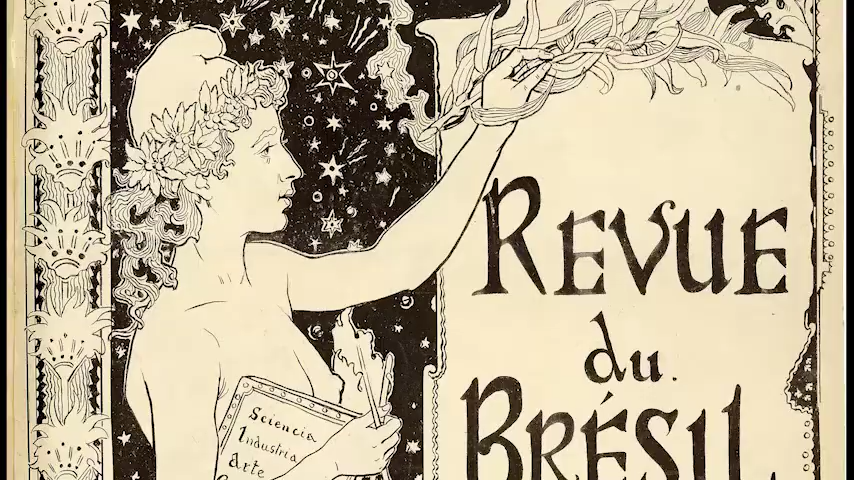 REVUE
du.
BRÉSIL
Sciencia
Industria
Arte